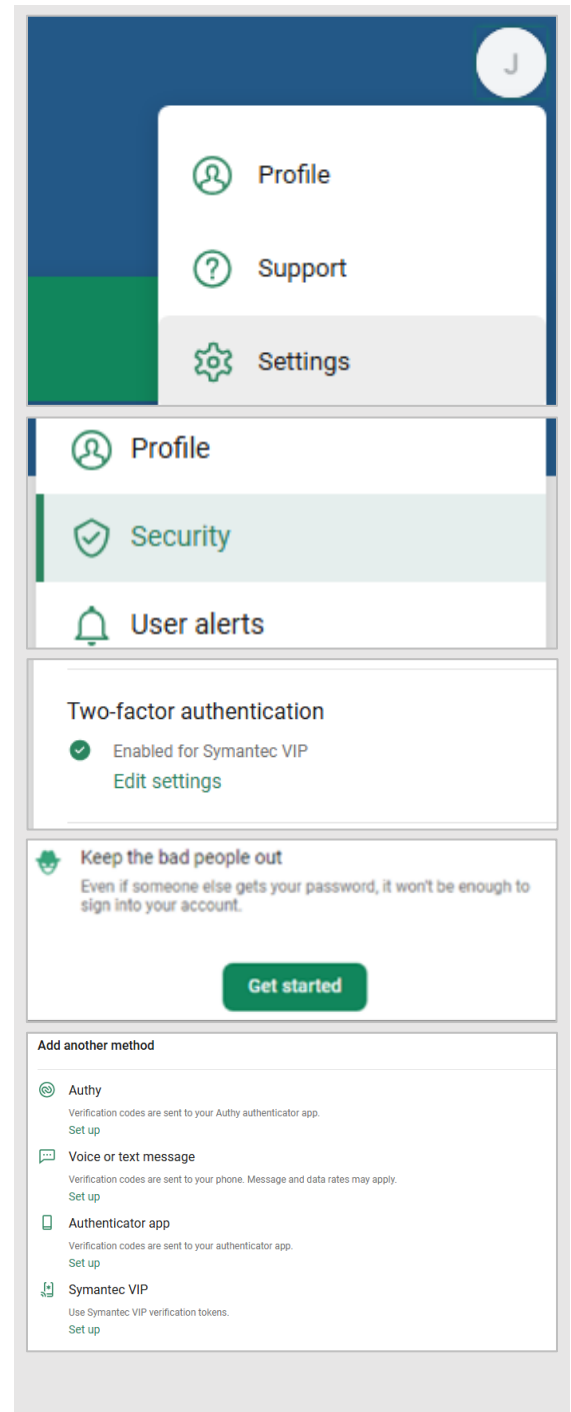 J
Profile
Support
Settings
Profile
Security
User alerts
Two-factor authentication
Enabled for Symantec VIP
Edit settings
Keep the bad people out
Even if someone else gets your password, it won't be enough to
sign into your account.
Get started
Add another method
Authy
Verification codes are sent to your Authy authenticator app.
Set up
Voice or text message
Verification codes are sent to your phone. Message and data rates may apply.
Set up
Authenticator app
Verification codes are sent to your authenticator app.
Set up
Symantec VIP
Use Symantec VIP verification tokens.
Set up